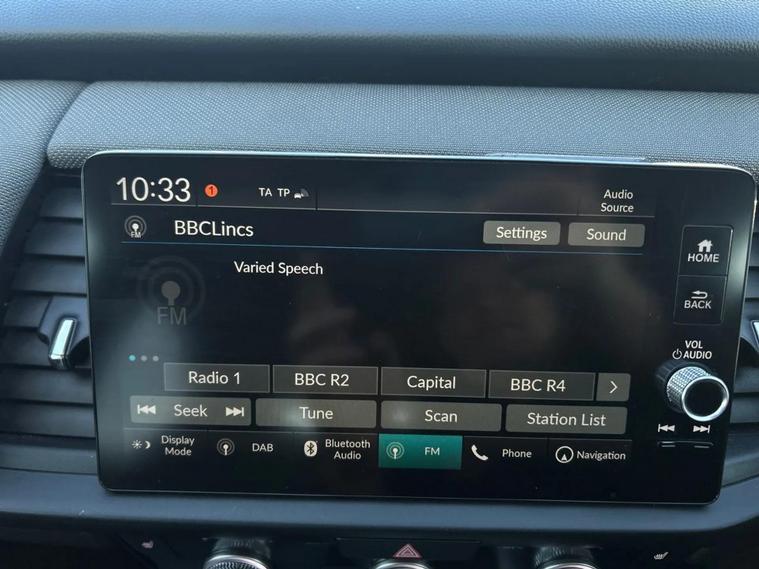 10:33 1 TA TP
Audio
Source
FM BBCLincs Settings Sound
Varied Speech
FM
HOME
BACK
VOL
AUDIO
Radio 1 BBC R2 Capital BBC R4 >
Seek Tune Scan Station List
Display
Mode
DAB
Bluetooth
Audio
FM
Phone
Navigation